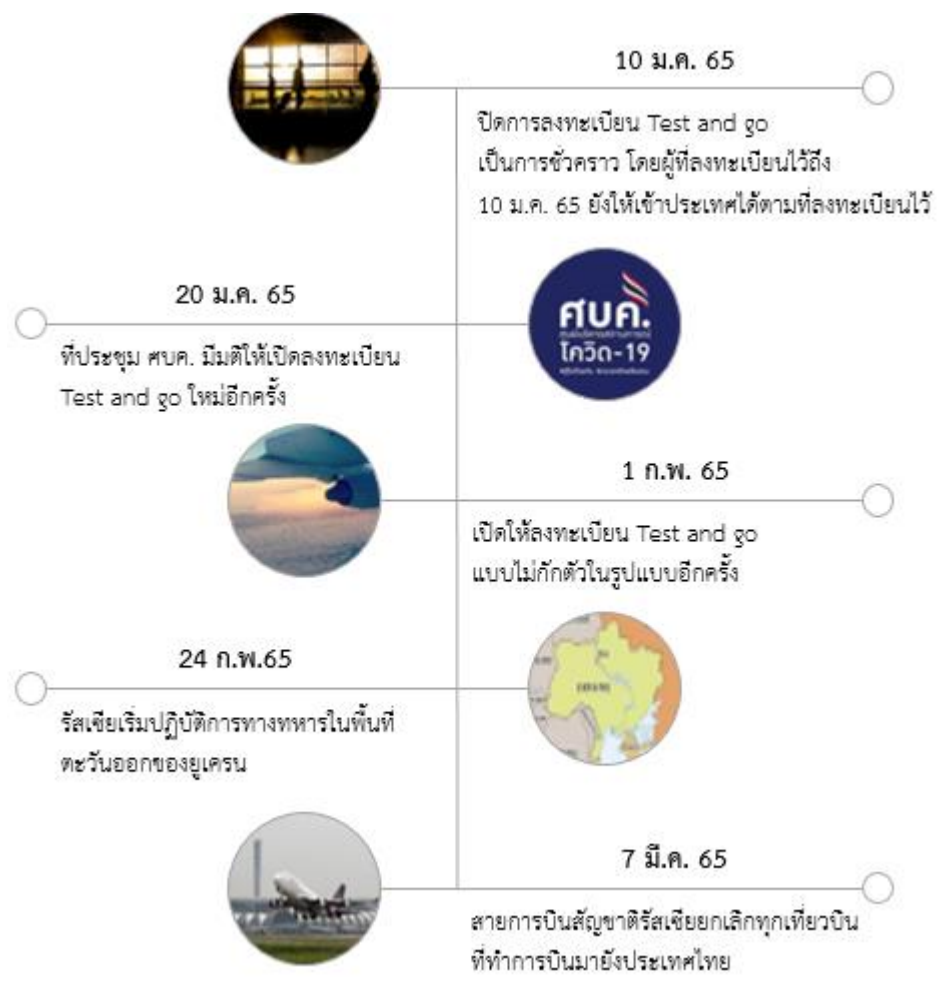 10 ม.ค. 65
ปิดการลงทะเบียน Test and go
เป็นการชั่วคราว โดยผู้ที่ลงทะเบียนไว้ถึง
10 ม.ค. 65 ยังให้เข้าประเทศได้ตามที่ลงทะเบียนไว้
20 ม.ค. 65
ที่ประชุม ศบค. มีมติให้เปิดลงทะเบียน
Test and go ใหม่อีกครั้ง
ศบค.
โควิด-19
1 ก.พ. 65
เปิดให้ลงทะเบียน Test and go
แบบไม่กักตัวในรูปแบบอีกครั้ง
24 ก.พ.65
รัสเซียเริ่มปฏิบัติการทางทหารในพื้นที่
ตะวันออกของยูเครน
7 มี.ค. 65
สายการบินสัญชาติรัสเซียยกเลิกทุกเที่ยวบิน
ที่ทำการบินมายังประเทศไทย